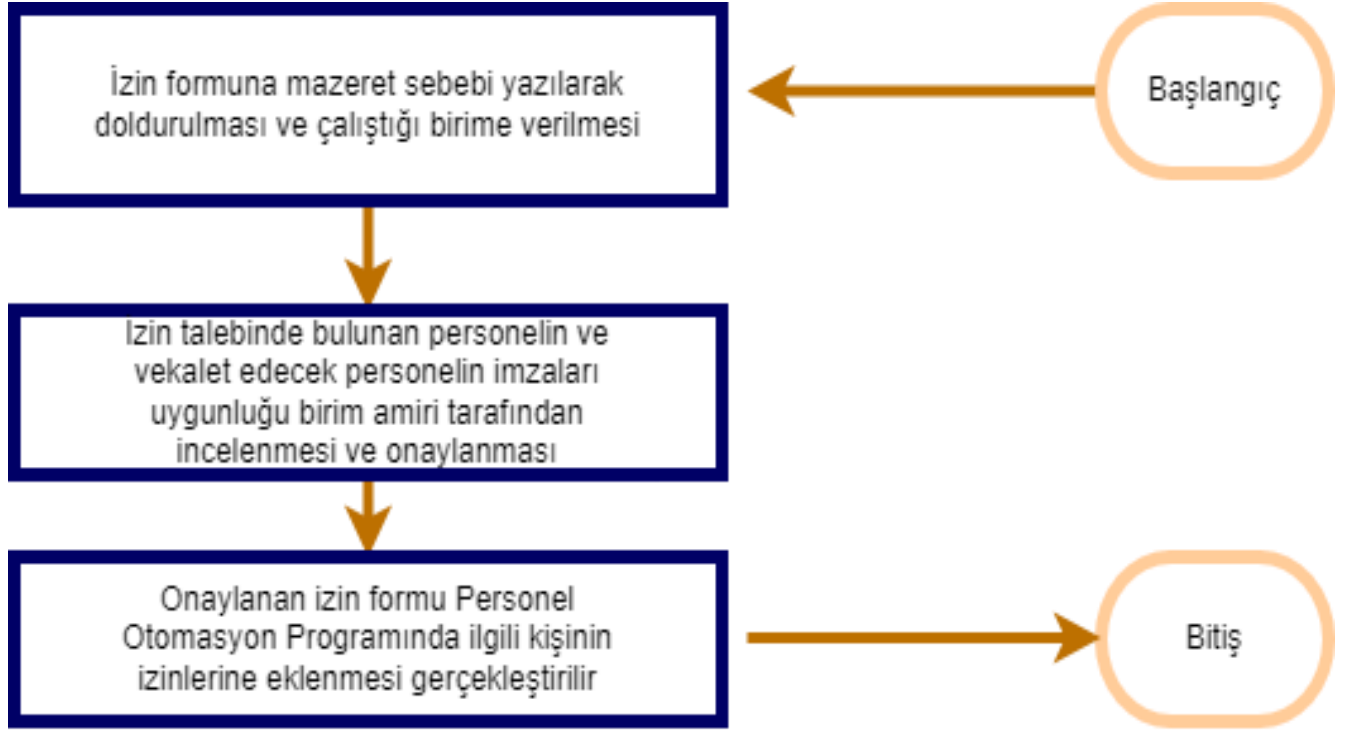 Başlangıç
İzin formuna mazeret sebebi yazılarak
doldurulması ve çalıştığı birime verilmesi
Izin talebinde bulunan personelin ve
vekalet edecek personelin imzaları
uygunluğu birim amiri tarafından
incelenmesi ve onaylanması
Onaylanan izin formu Personel
Otomasyon Programında ilgili kişinin
izinlerine eklenmesi gerçekleştirilir
Bitiş